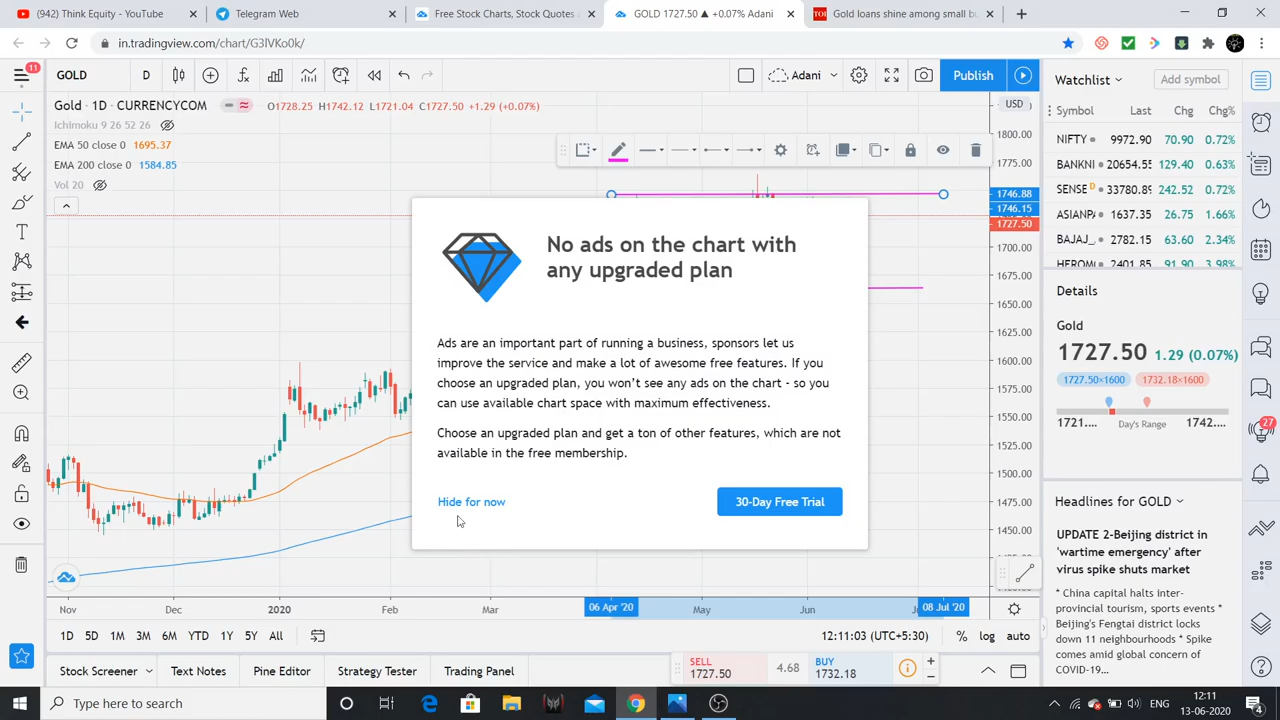 (942) Think Equity - YouTube
Telegram Web
Free Stock Charts, Stock Quotes
GOLD 1727.50 ▲ +0.07% Adani
Gold loans shine among small b
in.tradingview.com/chart/G3lVKo0k/
11
GOLD
D
Adani
Publish
Watchlist
Add symbol
Gold · 1D · CURRENCYCOM
O1728.25 H1742.12 L1721.04 C1727.50 +1.29 (+0.07%)
USD
Symbol Last Chg Chg%
Ichimoku 9 26 52 26
EMA 50 close 0 1695.37
EMA 200 close 0 1584.85
Vol 20
NIFTY 9972.90 70.90 0.72%
BANKNI 20654.55 129.40 0.63%
SENSE D 33780.89 242.52 0.72%
ASIANPA 1637.35 26.75 1.66%
BAJAJ_ 2782.15 63.60 2.34%
HEROM 2401.85 91.90 3.98%
1800.00
1775.00
1746.88
1746.15
1727.50
1700.00
1675.00
1650.00
1625.00
1600.00
1575.00
1550.00
1525.00
1500.00
1475.00
1450.00
No ads on the chart with
any upgraded plan
Ads are an important part of running a business, sponsors let us
improve the service and make a lot of awesome free features. If you
choose an upgraded plan, you won't see any ads on the chart - so you
can use available chart space with maximum effectiveness.
Choose an upgraded plan and get a ton of other features, which are not
available in the free membership.
Hide for now
30-Day Free Trial
Details
Gold
1727.50 1.29 (0.07%)
1727.50×1600
1732.18×1600
1721....
Day's Range
1742....
27
Headlines for GOLD
UPDATE 2-Beijing district in
'wartime emergency' after
virus spike shuts market
* China capital halts inter-
provincial tourism, sports events *
Beijing's Fengtai district locks
down 11 neighbourhoods * Spike
comes amid global concern of
COVID-19...
Nov
Dec
2020
Feb
Mar
06 Apr '20
May
Jun
08 Jul '20
1D 5D 1M 3M 6M YTD 1Y 5Y All
12:11:03 (UTC+5:30)
% log auto
Stock Screener
Text Notes
Pine Editor
Strategy Tester
Trading Panel
SELL
1727.50
4.68
BUY
1732.18
Type here to search
ENG
12:11
13-06-2020
4